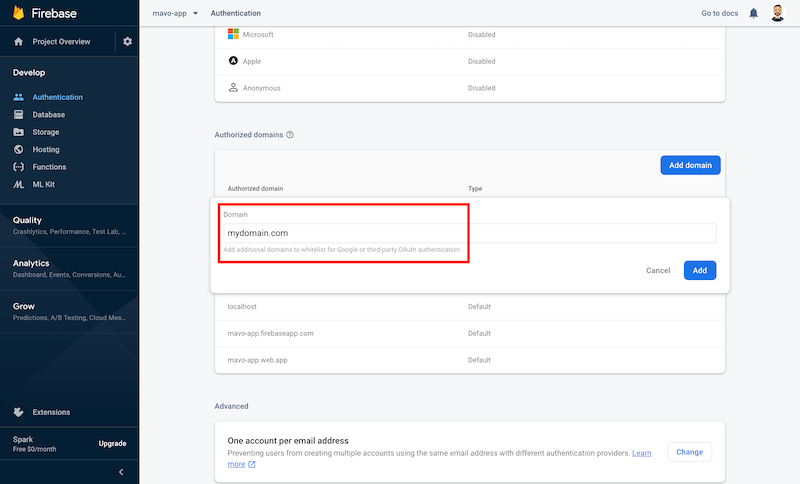 Firebase
mavo-app
Authentication
Go to docs
Project Overview
Develop
Authentication
Database
Storage
Hosting
Functions
ML Kit
Quality
Crashlytics, Performance, Test Lab, ...
Analytics
Dashboard, Events, Conversions, Au...
Grow
Predictions, A/B Testing, Cloud Mes...
Extensions
Spark
Free $0/month
Upgrade
Microsoft
Disabled
Apple
Disabled
Anonymous
Disabled
Authorized domains
Add domain
Authorized domain
Type
Domain
mydomain.com
Add additional domains to whitelist for Google or third-party OAuth authentication.
Cancel
Add
localhost
Default
mavo-app.firebaseapp.com
Default
mavo-app.web.app
Default
Advanced
One account per email address
Preventing users from creating multiple accounts using the same email address with different authentication providers. Learn
more
Change